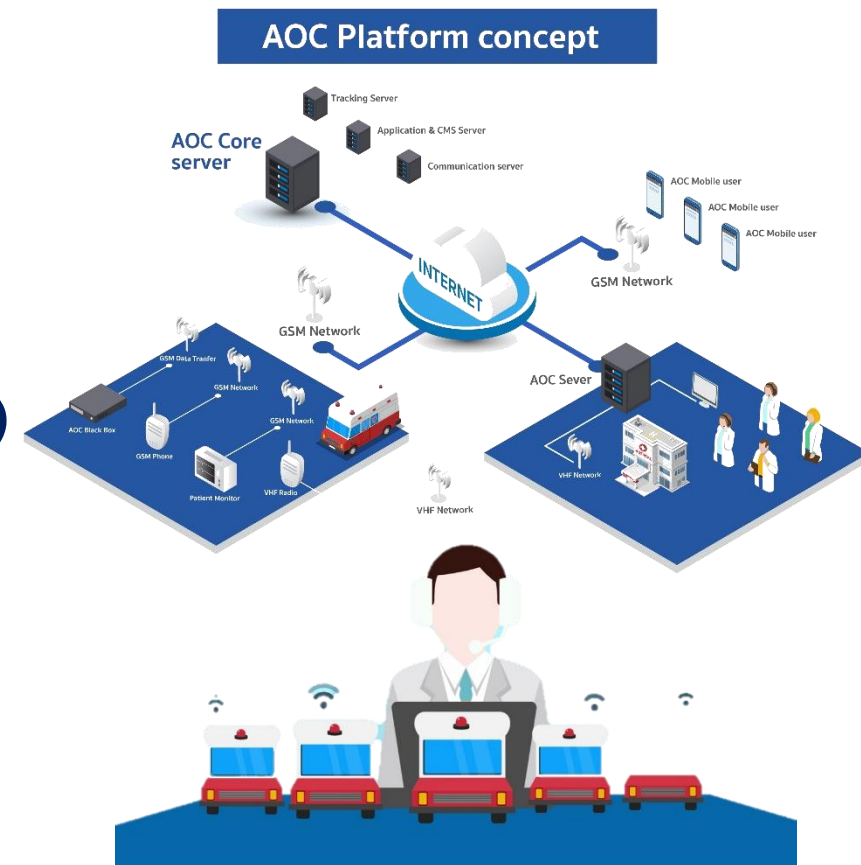 AOC Platform concept
Tracking Server
AOC Core
server
Application & CMS Server
Communication server
AOC Mobile user
AOC Mobile user
AOC Mobile user
INTERNET
GSM Network
GSM Network
GSM Data Tranfer
GSM Network
GSM Network
AOC Black Box
GSM Phone
Patient Monitor
VHF Radio
VHF Network
AOC Sever
VHF Network